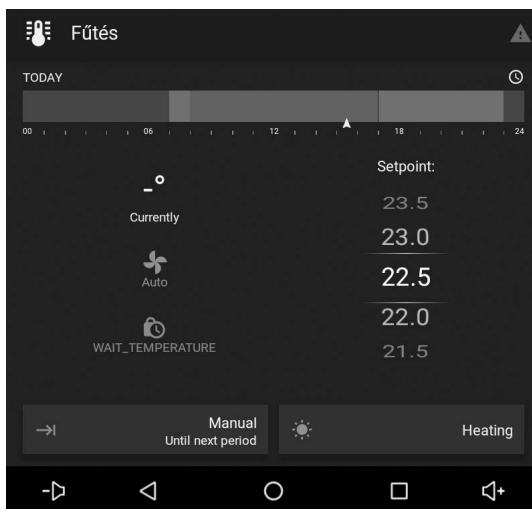 Fűtés
TODAY
00 06 12 18 24
Setpoint:
23.5
23.0
22.5
22.0
21.5
-°
Currently
Auto
WAIT_TEMPERATURE
Manual
Until next period
Heating